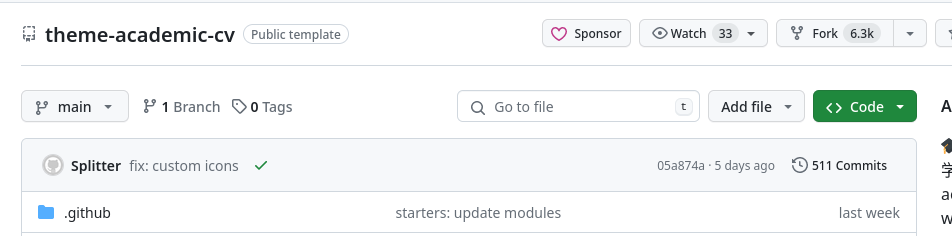 theme-academic-cv Public template Sponsor Watch 33 Fork 6.3k
main 1 Branch 0 Tags Go to file t Add file Code
Splitter fix: custom icons 05a874a · 5 days ago 511 Commits
学
.github starters: update modules last week